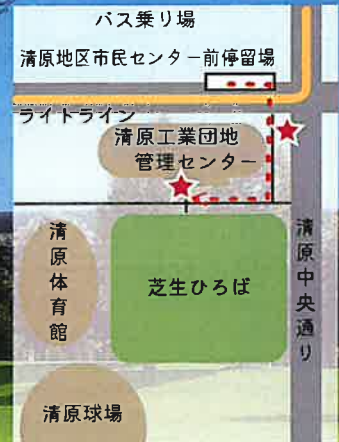 バス乗り場
清原地区市民センター前停留場
ライトライン
清原工業団地
管理センター
清原中央通り
清原体育館
芝生ひろば
清原球場